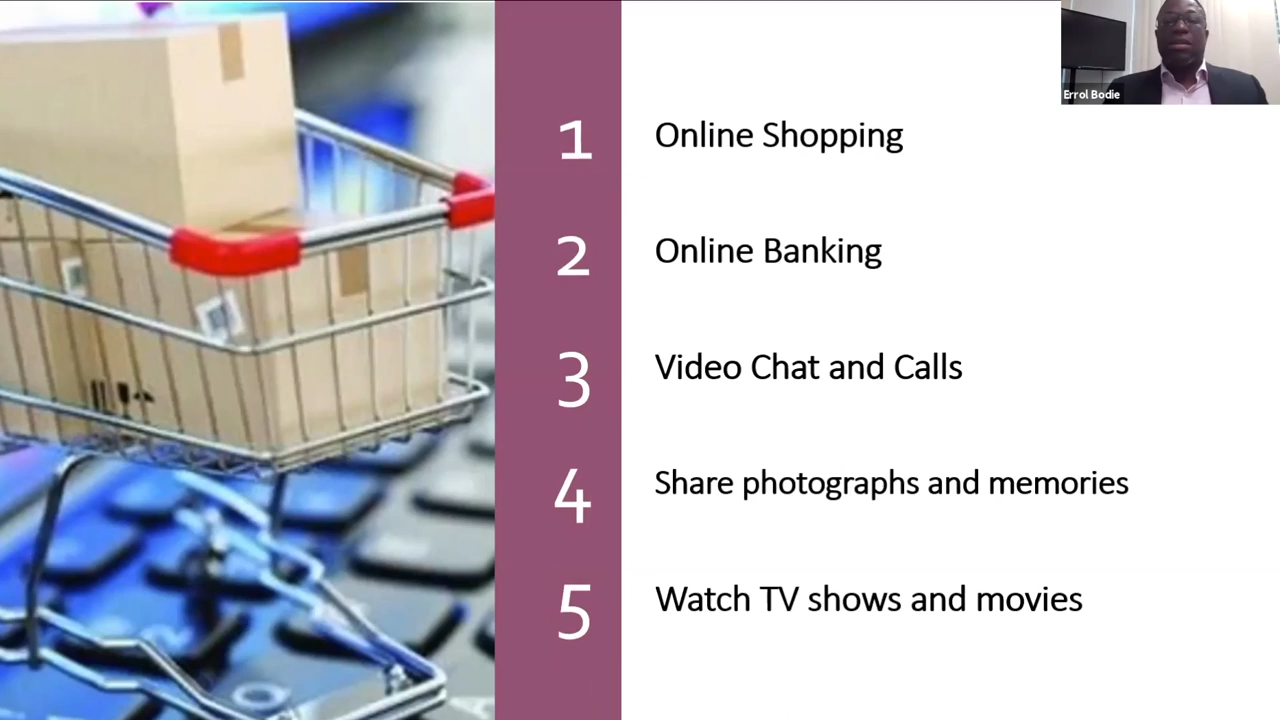 Errol Bodie
1 Online Shopping
2 Online Banking
3 Video Chat and Calls
4 Share photographs and memories
5 Watch TV shows and movies